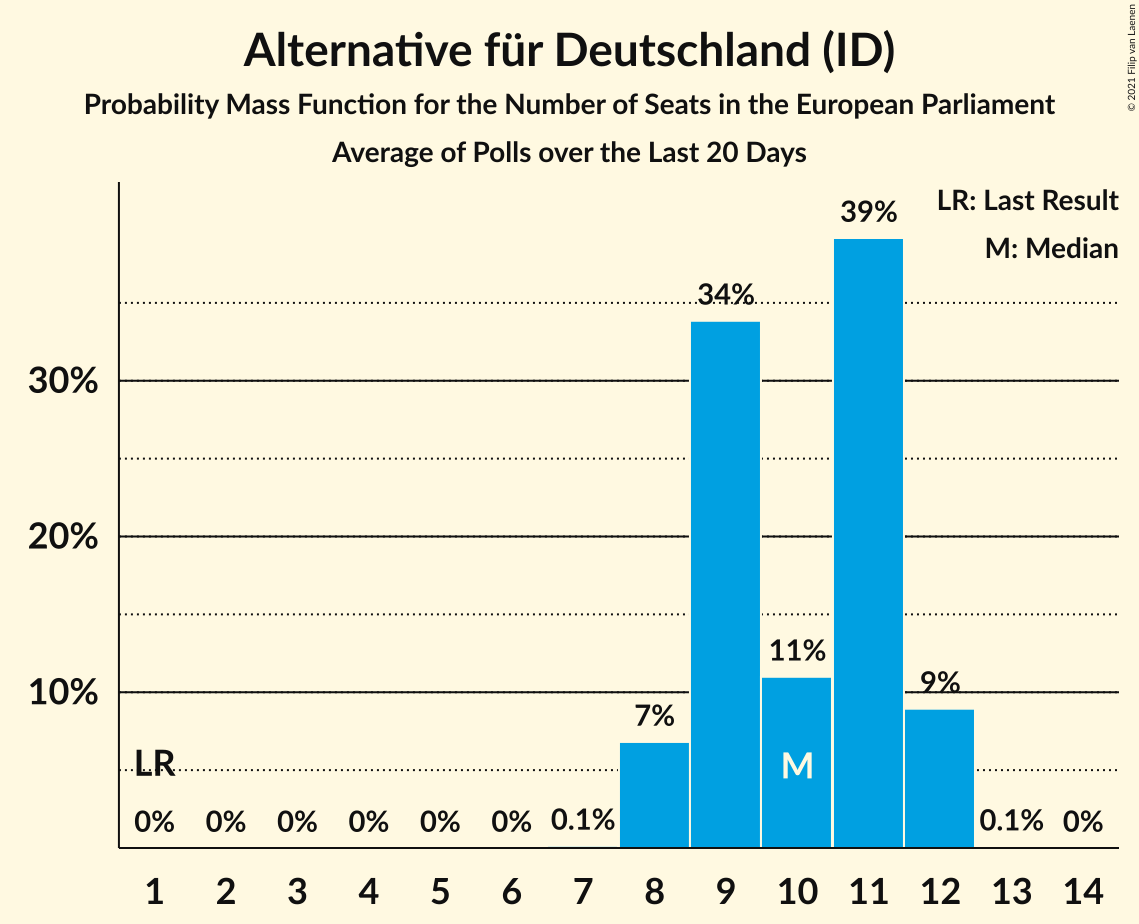 Alternative für Deutschland (ID)
Probability Mass Function for the Number of Seats in the European Parliament
Average of Polls over the Last 20 Days
© 2021 Filip van Laenen
LR: Last Result
M: Median
39%
34%
30%
20%
11%
10%
9%
7%
LR
M
0% 0% 0% 0% 0% 0% 0.1% 0.1% 0%
1 2 3 4 5 6 7 8 9 10 11 12 13 14